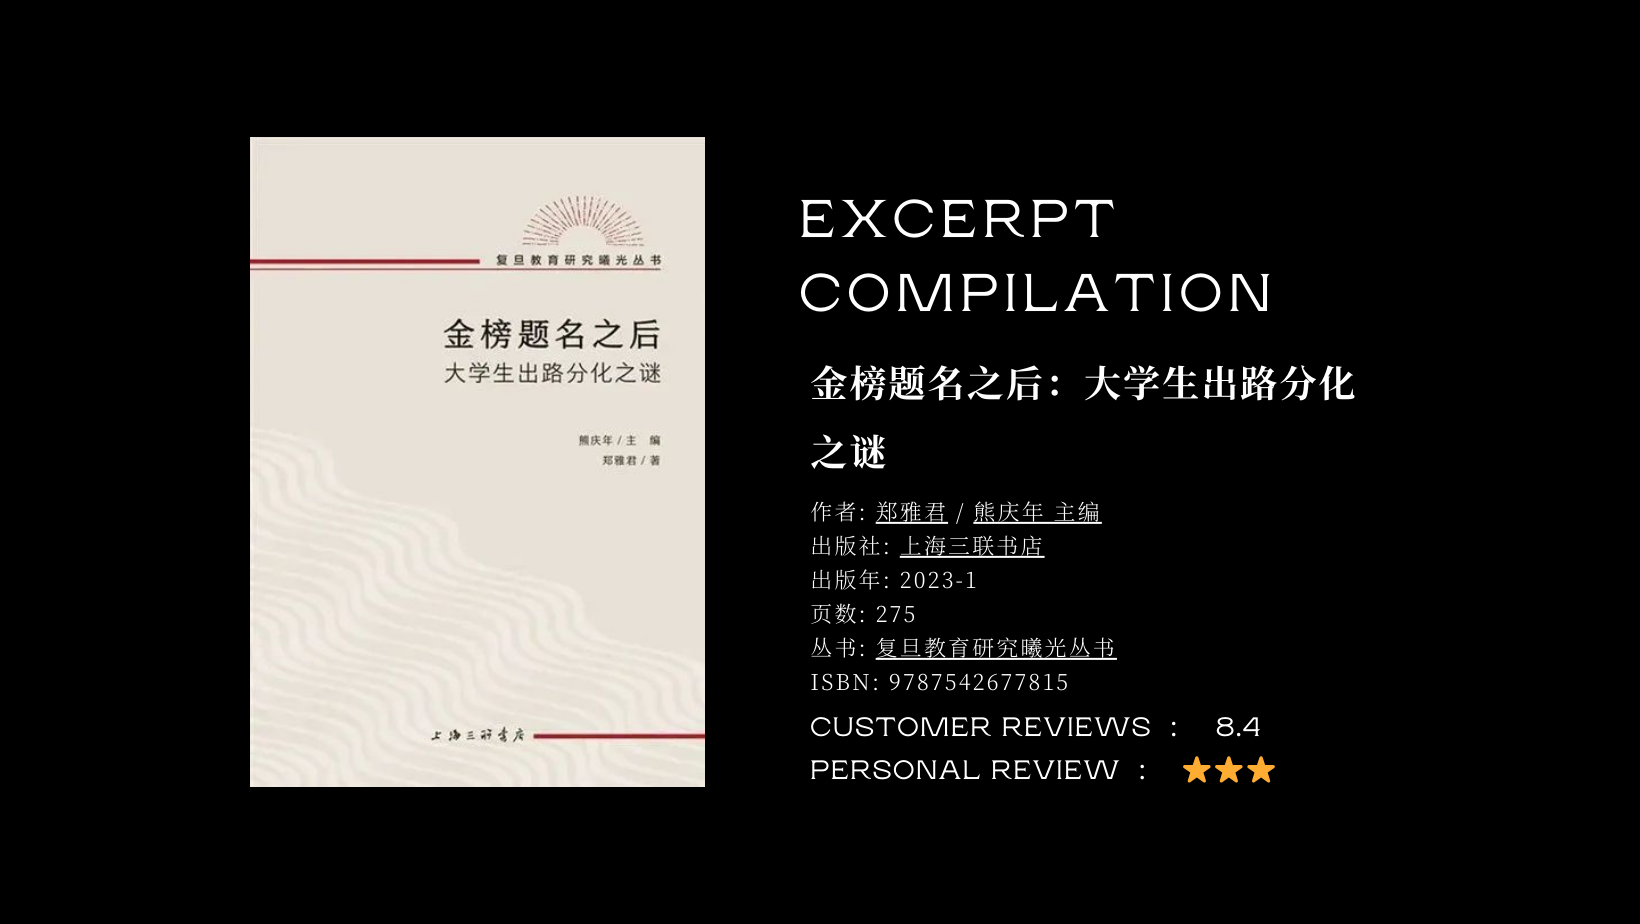 复旦教育研究曦光丛书
金榜题名之后
大学生出路分化之谜
熊庆年 / 主　编
郑雅君 / 著
上海三联书店
EXCERPT
COMPILATION
金榜题名之后：大学生出路分化
之谜
作者: 郑雅君 / 熊庆年 主编
出版社: 上海三联书店
出版年: 2023-1
页数: 275
丛书: 复旦教育研究曦光丛书
ISBN: 9787542677815
CUSTOMER REVIEWS ： 8.4
PERSONAL REVIEW ： ⭐⭐⭐